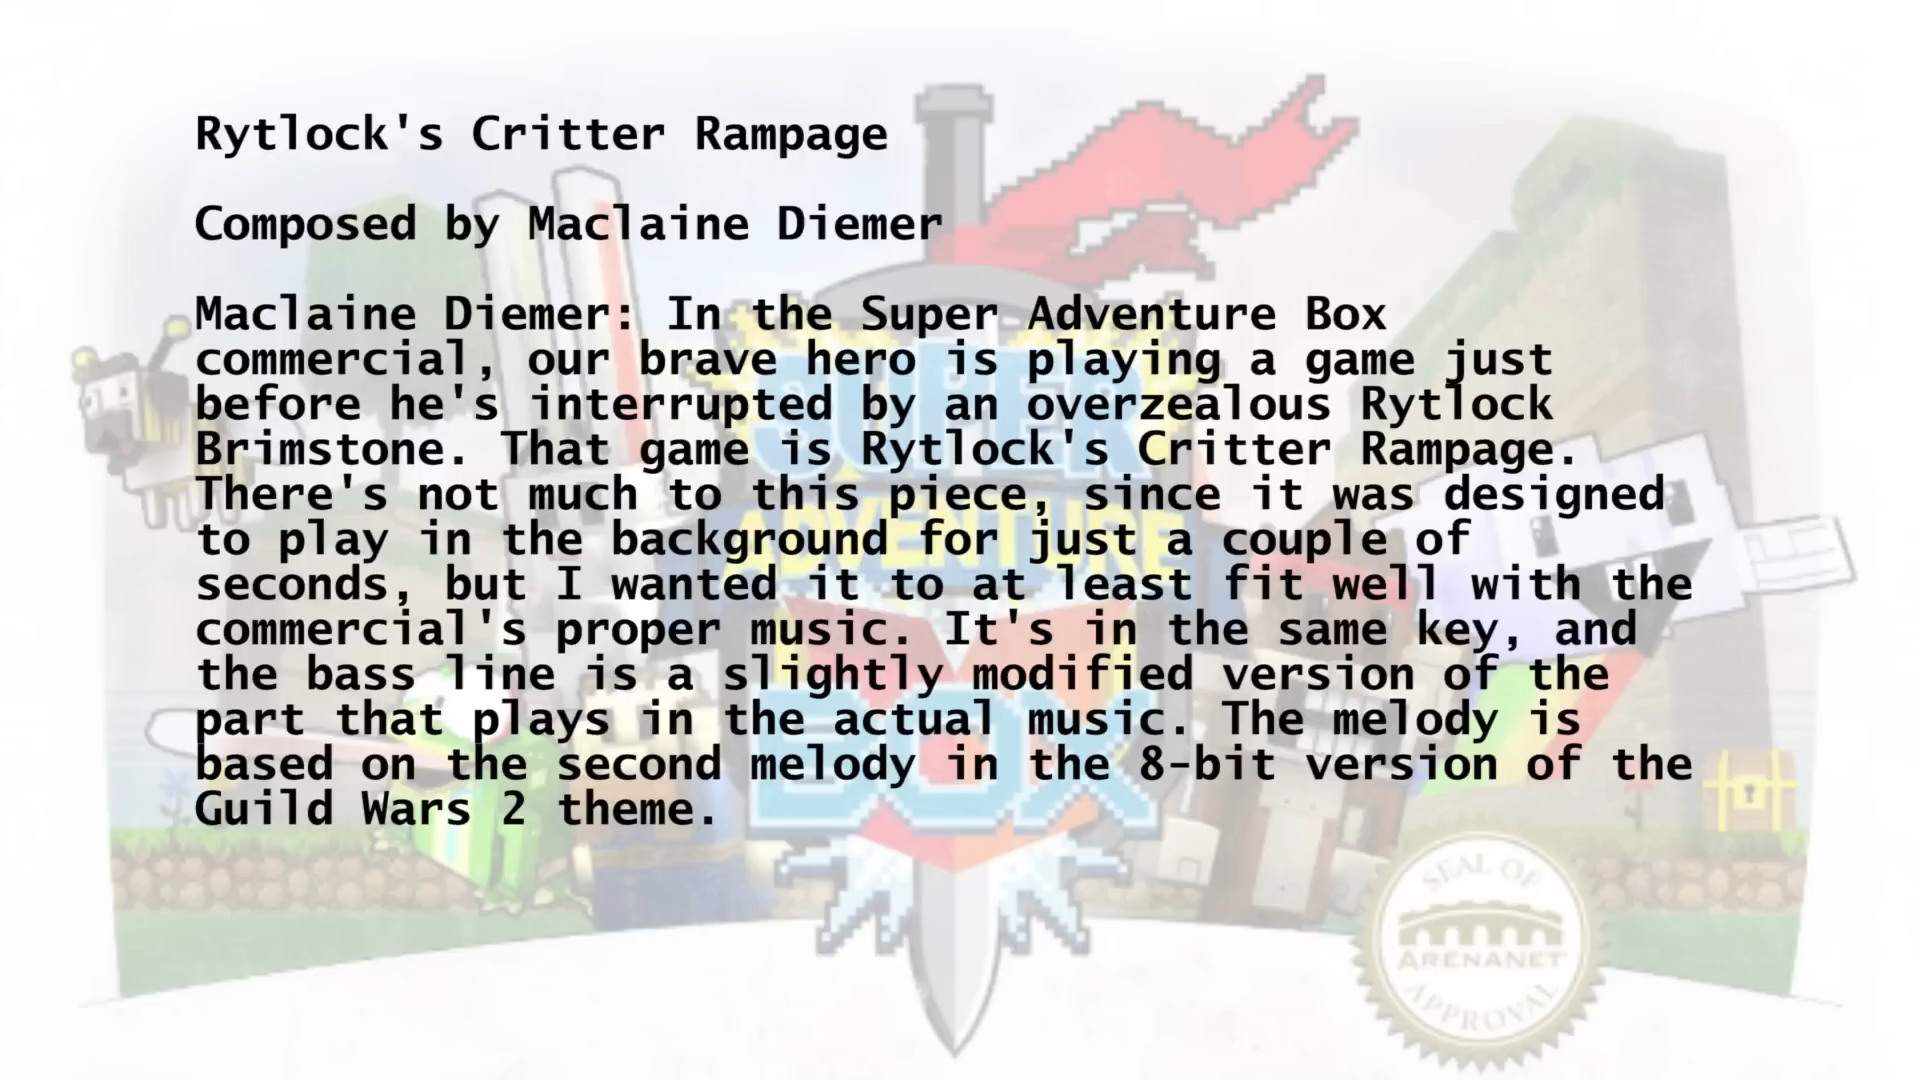 Rytlock's Critter Rampage
Composed by Maclaine Diemer
Maclaine Diemer: In the Super Adventure Box
commercial, our brave hero is playing a game just
before he's interrupted by an overzealous Rytlock
Brimstone. That game is Rytlock's Critter Rampage.
There's not much to this piece, since it was designed
to play in the background for just a couple of
seconds, but I wanted it to at least fit well with the
commercial's proper music. It's in the same key, and
the bass line is a slightly modified version of the
part that plays in the actual music. The melody is
based on the second melody in the 8-bit version of the
Guild Wars 2 theme.
SUPER
ADVENTURE
BOX
SEAL OF
ARENANET
APPROVAL